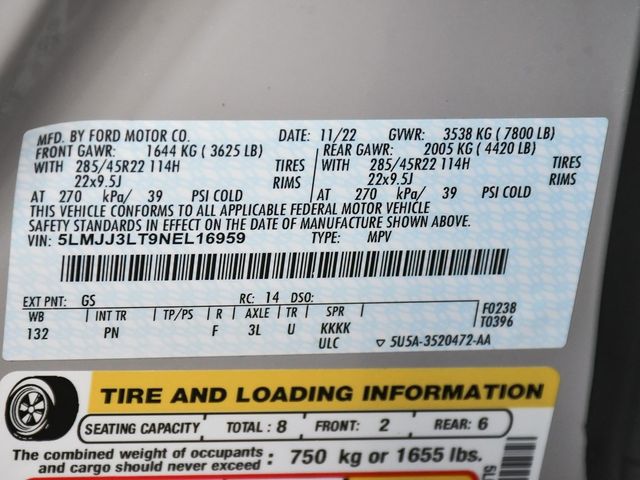 MFD. BY FORD MOTOR CO. DATE: 11/22 GVWR: 3538 KG ( 7800 LB)
FRONT GAWR: 1644 KG ( 3625 LB) REAR GAWR: 2005 KG ( 4420 LB)
WITH 285/45R22 114H TIRES WITH 285/45R22 114H TIRES
22x9.5J RIMS 22x9.5J RIMS
AT 270 kPa/ 39 PSI COLD AT 270 kPa/ 39 PSI COLD
THIS VEHICLE CONFORMS TO ALL APPLICABLE FEDERAL MOTOR VEHICLE
SAFETY STANDARDS IN EFFECT ON THE DATE OF MANUFACTURE SHOWN ABOVE.
VIN: 5LMJJ3LT9NEL16959 TYPE: MPV
EXT PNT: GS RC: 14 DSO:
WB INT TR TP/PS R AXLE TR SPR F0238
132 PN F 3L U KKKK T0396
ULC ▽ 5U5A-3520472-AA
TIRE AND LOADING INFORMATION
SEATING CAPACITY TOTAL : 8 FRONT: 2 REAR: 6
The combined weight of occupants
and cargo should never exceed : 750 kg or 1655 lbs.